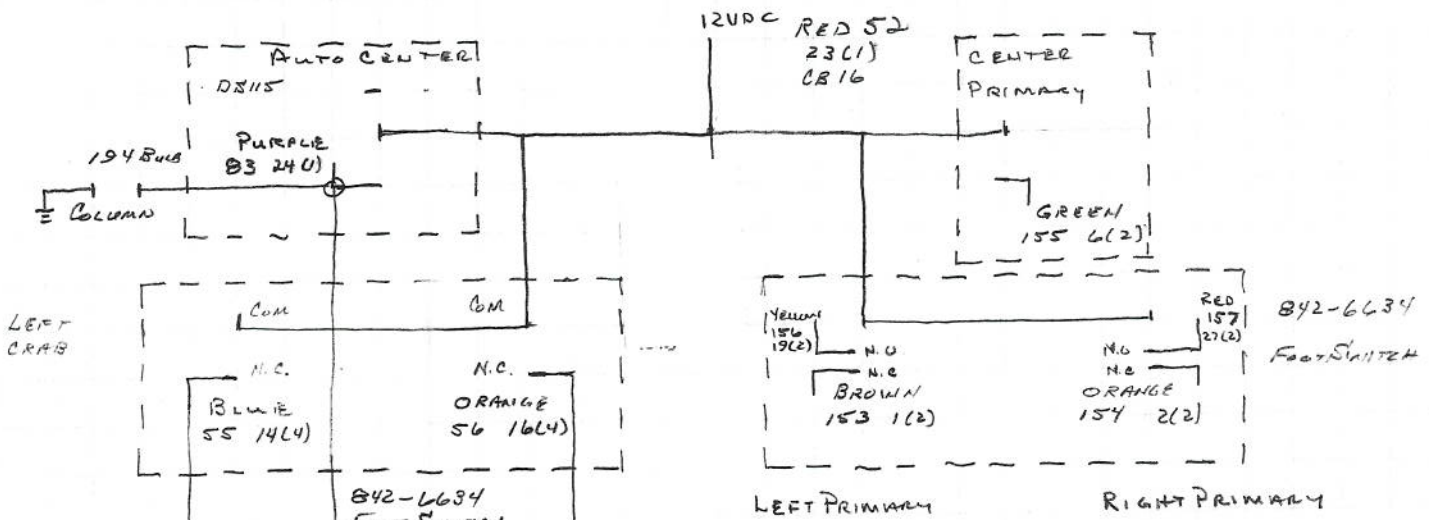 12VDC
RED 52
23(1)
CB 16
AUTO CENTER
DS115
CENTER
PRIMARY
PURPLE
83 24(1)
194 BULB
COLUMN
GREEN
155 6(2)
LEFT
CRAB
COM
COM
N.C.
N.C.
BLUE
55 14(4)
ORANGE
56 16(4)
842-6634
YELLOW
156
19(2)
N.O
N.C
BROWN
153 1(2)
RED
157
27(2)
N.O
N.C
ORANGE
154 2(2)
842-6634
FOOT SWITCH
LEFT PRIMARY
RIGHT PRIMARY